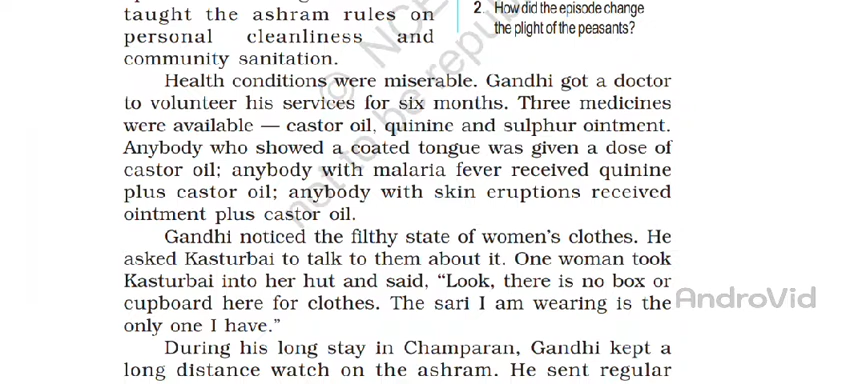 taught the ashram rules on
personal cleanliness and
community sanitation.
2. How did the episode change
the plight of the peasants?
Health conditions were miserable. Gandhi got a doctor
to volunteer his services for six months. Three medicines
were available — castor oil, quinine and sulphur ointment.
Anybody who showed a coated tongue was given a dose of
castor oil; anybody with malaria fever received quinine
plus castor oil; anybody with skin eruptions received
ointment plus castor oil.
Gandhi noticed the filthy state of women's clothes. He
asked Kasturbai to talk to them about it. One woman took
Kasturbai into her hut and said, “Look, there is no box or
cupboard here for clothes. The sari I am wearing is the
only one I have.”
During his long stay in Champaran, Gandhi kept a
long distance watch on the ashram. He sent regular
© NCE
not to be republ
AndroVid